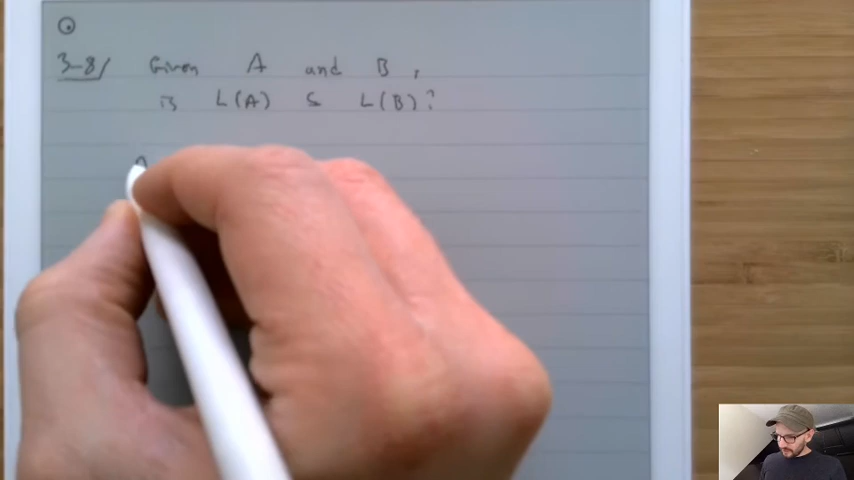 3-8/ Given A and B,
is L(A) ⊆ L(B)?